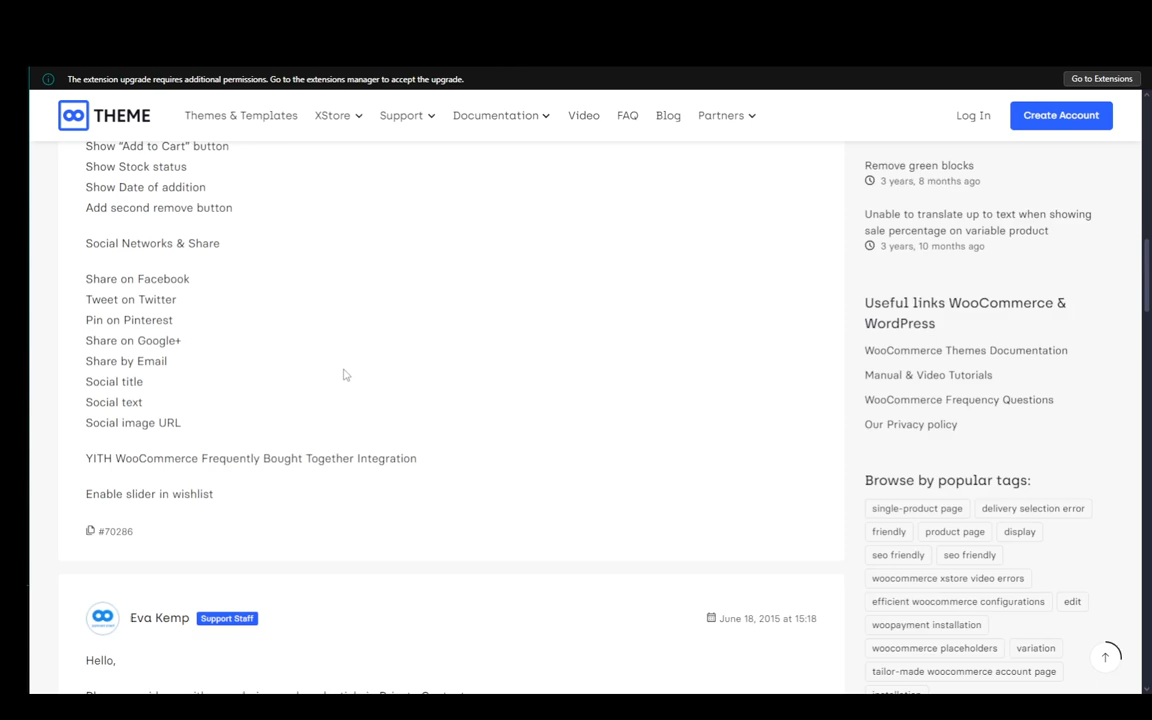 The extension upgrade requires additional permissions. Go to the extensions manager to accept the upgrade.
Go to Extensions
THEME
Themes & Templates
XStore
Support
Documentation
Video
FAQ
Blog
Partners
Log In
Create Account
Show “Add to Cart” button
Show Stock status
Show Date of addition
Add second remove button
Social Networks & Share
Share on Facebook
Tweet on Twitter
Pin on Pinterest
Share on Google+
Share by Email
Social title
Social text
Social image URL
YITH WooCommerce Frequently Bought Together Integration
Enable slider in wishlist
#70286
Eva Kemp
Support Staff
June 18, 2015 at 15:18
Hello,
Remove green blocks
3 years, 8 months ago
Unable to translate up to text when showing
sale percentage on variable product
3 years, 10 months ago
Useful links WooCommerce &
WordPress
WooCommerce Themes Documentation
Manual & Video Tutorials
WooCommerce Frequency Questions
Our Privacy policy
Browse by popular tags:
single-product page
delivery selection error
friendly
product page
display
seo friendly
seo friendly
woocommerce xstore video errors
efficient woocommerce configurations
edit
woopayment installation
woocommerce placeholders
variation
tailor-made woocommerce account page